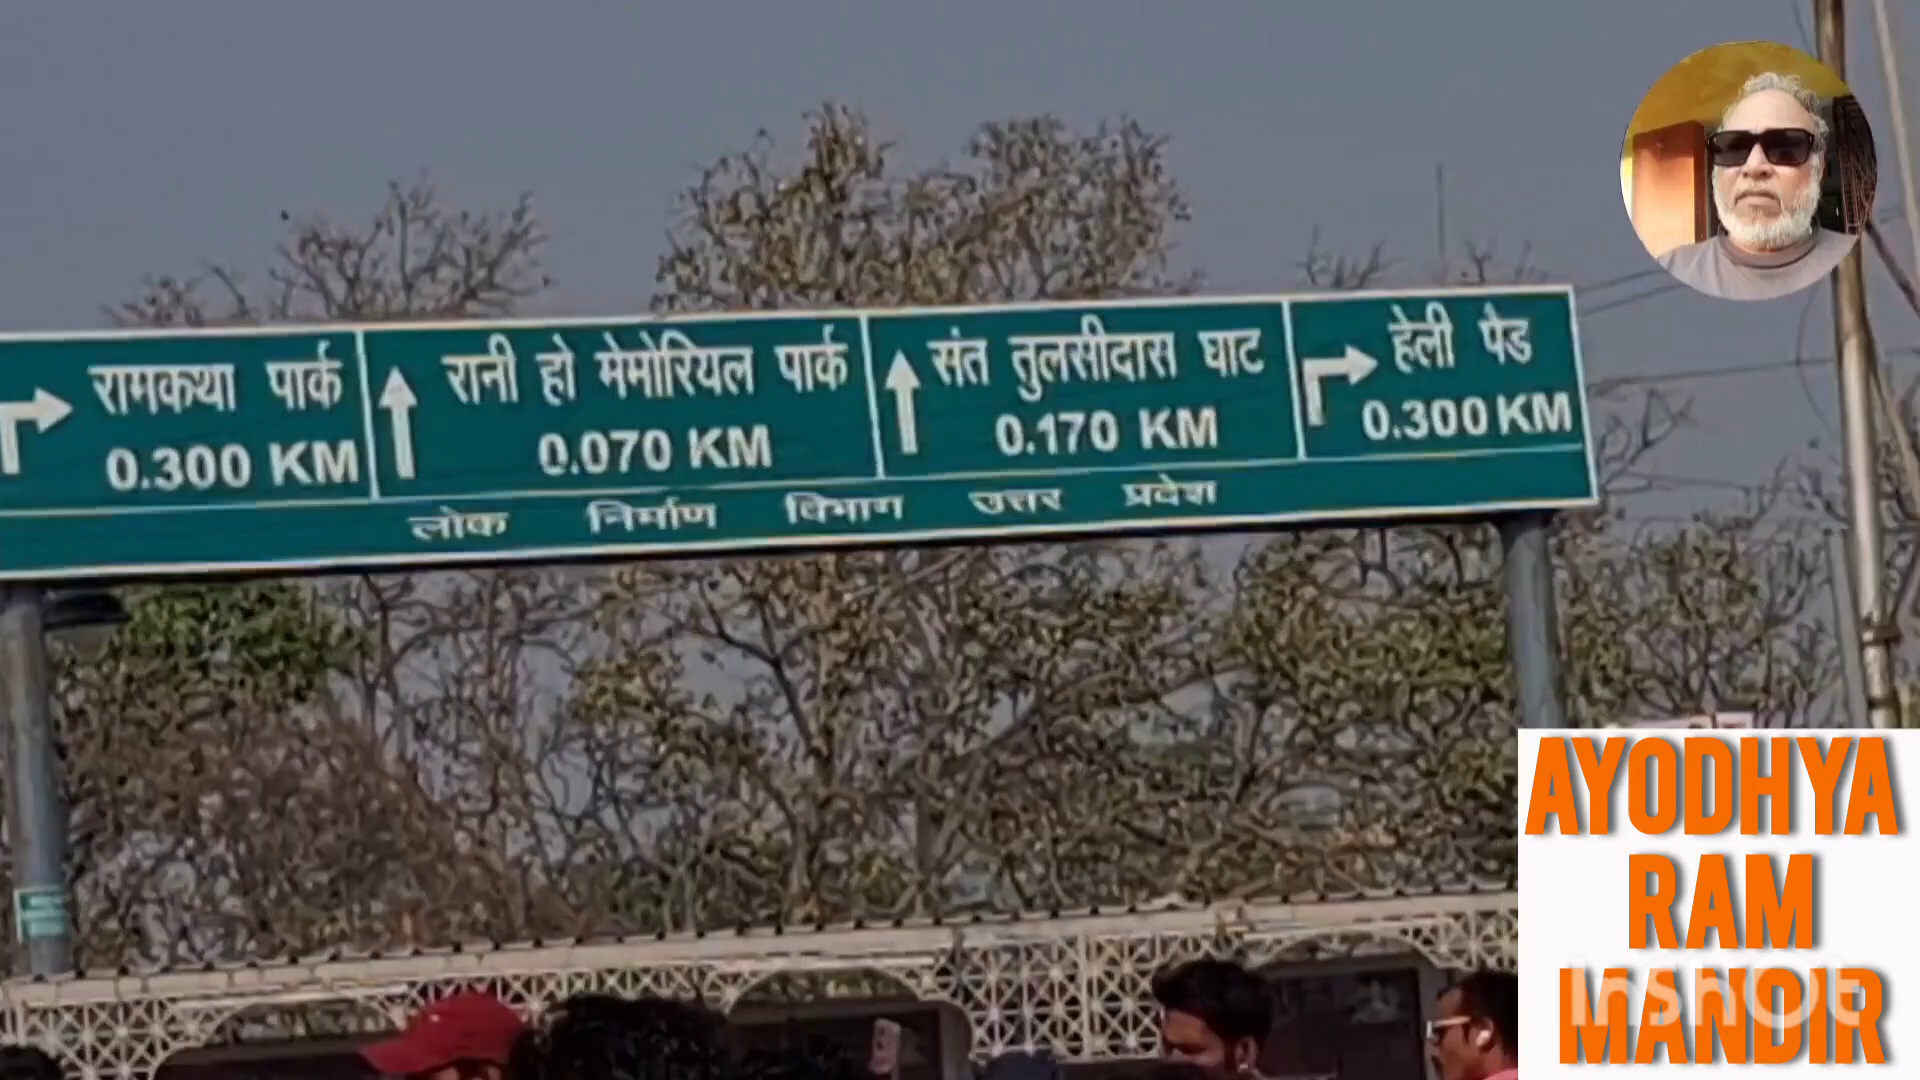 रामकथा पार्क
0.300 KM
रानी हो मेमोरियल पार्क
0.070 KM
संत तुलसीदास घाट
0.170 KM
हेली पैड
0.300 KM
लोक निर्माण विभाग उत्तर प्रदेश
AYODHYA
RAM
MANDIR
InShOt